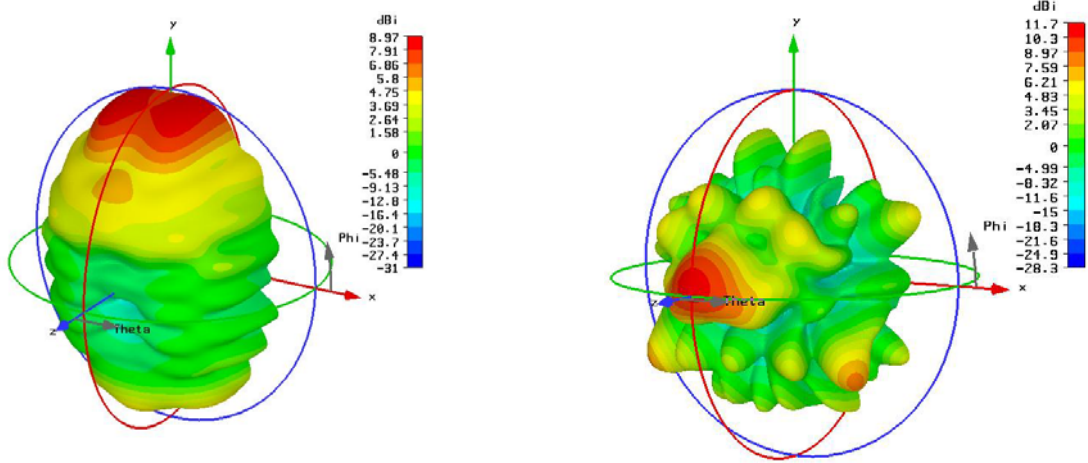 dBi
8.97
7.91
6.86
5.8
4.75
3.69
2.64
1.58
0
-5.48
-9.13
-12.8
-16.4
-20.1
-23.7
-27.4
-31
y
Phi
x
z
Theta
dBi
11.7
10.3
8.97
7.59
6.21
4.83
3.45
2.07
0
-4.99
-8.32
-11.6
-15
-18.3
-21.6
-24.9
-28.3
y
Phi
x
z
Theta